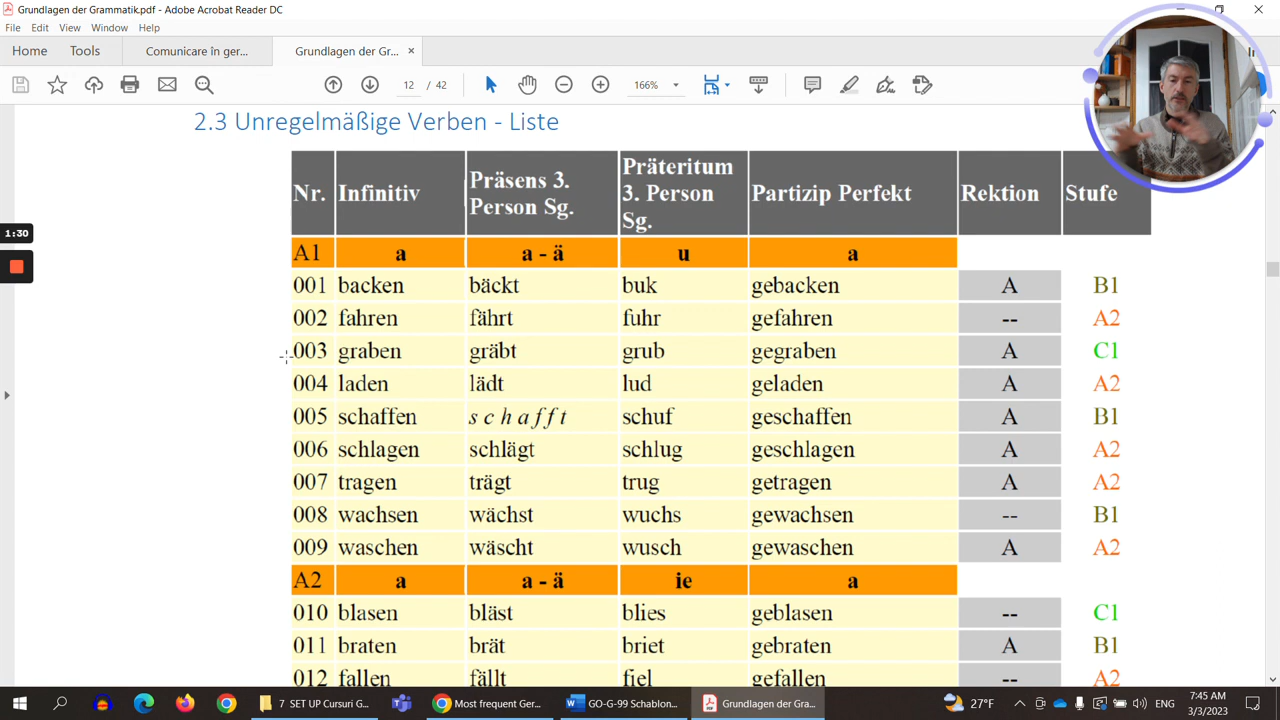 Grundlagen der Grammatik.pdf - Adobe Acrobat Reader DC
File Edit View Window Help
Home Tools Comunicare în ger... Grundlagen der Gr... ×
12 / 42 166%
2.3 Unregelmäßige Verben - Liste
Nr. Infinitiv Präsens 3. Person Sg. Präteritum 3. Person Sg. Partizip Perfekt Rektion Stufe
A1 a a - ä u a
001 backen bäckt buk gebacken A B1
002 fahren fährt fuhr gefahren -- A2
003 graben gräbt grub gegraben A C1
004 laden lädt lud geladen A A2
005 schaffen s c h a f f t schuf geschaffen A B1
006 schlagen schlägt schlug geschlagen A A2
007 tragen trägt trug getragen A A2
008 wachsen wächst wuchs gewachsen -- B1
009 waschen wäscht wusch gewaschen A A2
A2 a a - ä ie a
010 blasen bläst blies geblasen -- C1
011 braten brät briet gebraten A B1
012 fallen fällt fiel gefallen -- A2
1:30
7 SET UP Cursuri G... Most frequent Ger... GO-G-99 Schablon... Grundlagen der Gra... 27°F ENG
7:45 AM
3/3/2023